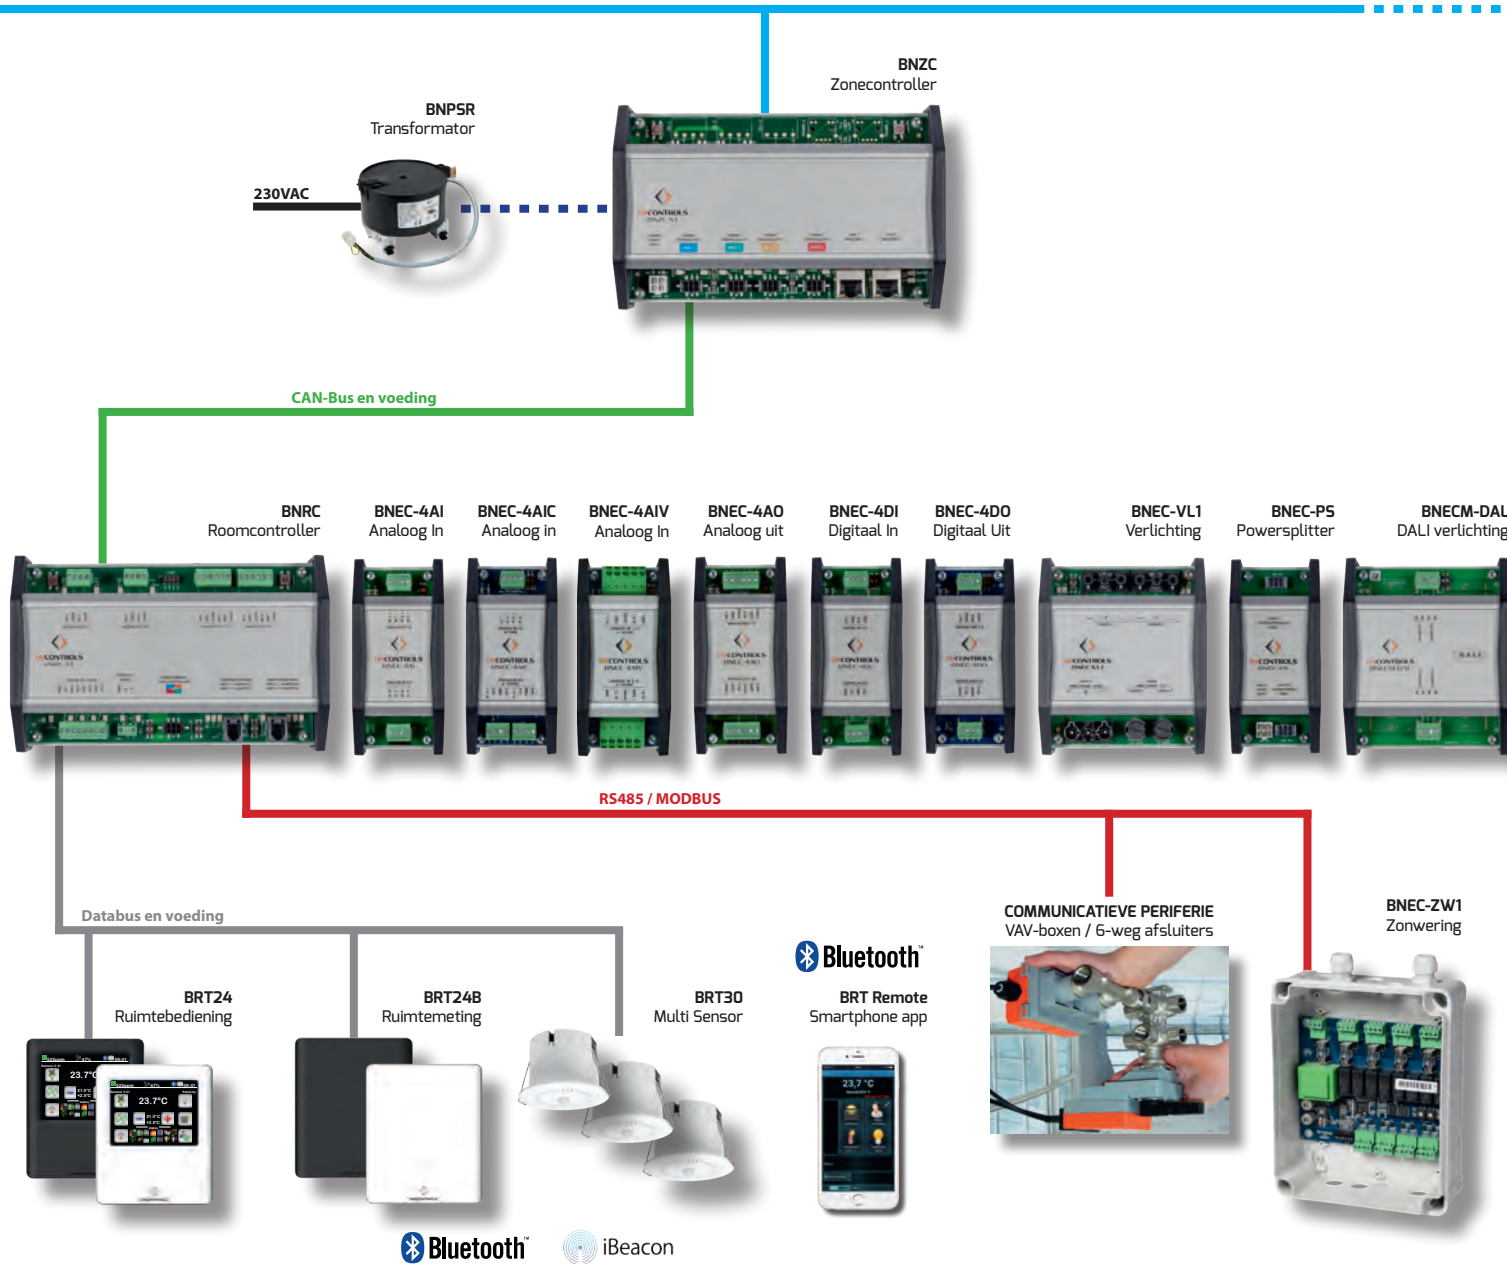 BNZC
Zonecontroller
BNPSR
Transformator
230VAC
CAN-Bus en voeding
BNRC
Roomcontroller
BNEC-4AI
Analoog In
BNEC-4AIC
Analoog in
BNEC-4AIV
Analoog In
BNEC-4AO
Analoog uit
BNEC-4DI
Digitaal In
BNEC-4DO
Digitaal Uit
BNEC-VL1
Verlichting
BNEC-PS
Powersplitter
BNECM-DAL
DALI verlichting
RS485 / MODBUS
Databus en voeding
COMMUNICATIEVE PERIFERIE
VAV-boxen / 6-weg afsluiters
BNEC-ZW1
Zonwering
BRT24
Ruimtebediening
BRT24B
Ruimtemeting
BRT30
Multi Sensor
Bluetooth™
BRT Remote
Smartphone app
23.7°C
23.7°C
23,7 °C
Bluetooth™
iBeacon